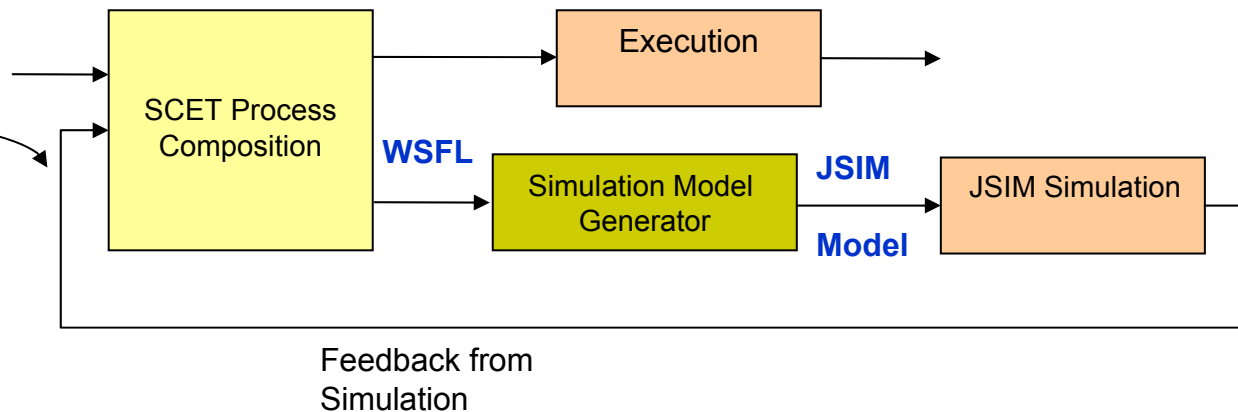 Execution
SCET Process
Composition
WSFL
Simulation Model
Generator
JSIM
Model
JSIM Simulation
Feedback from
Simulation